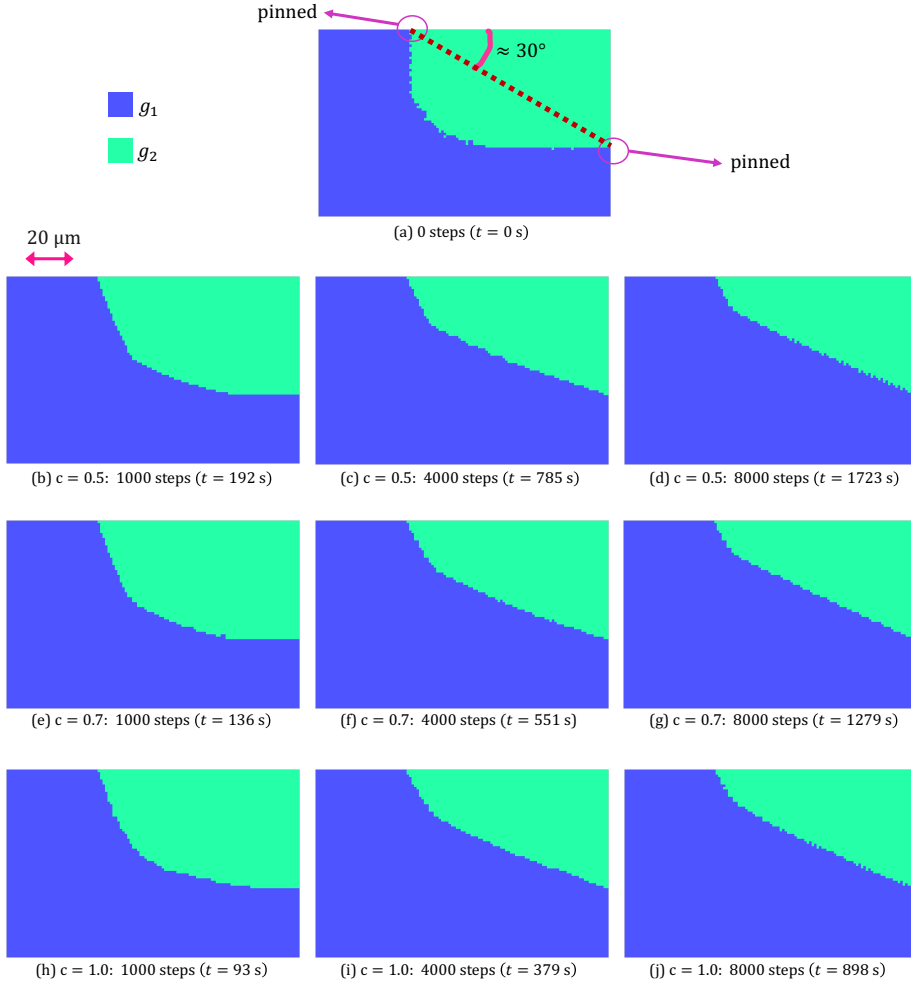 pinned
≈ 30°
g₁
g₂
pinned
(a) 0 steps (t = 0 s)
20 μm
(b) c = 0.5: 1000 steps (t = 192 s)
(c) c = 0.5: 4000 steps (t = 785 s)
(d) c = 0.5: 8000 steps (t = 1723 s)
(e) c = 0.7: 1000 steps (t = 136 s)
(f) c = 0.7: 4000 steps (t = 551 s)
(g) c = 0.7: 8000 steps (t = 1279 s)
(h) c = 1.0: 1000 steps (t = 93 s)
(i) c = 1.0: 4000 steps (t = 379 s)
(j) c = 1.0: 8000 steps (t = 898 s)